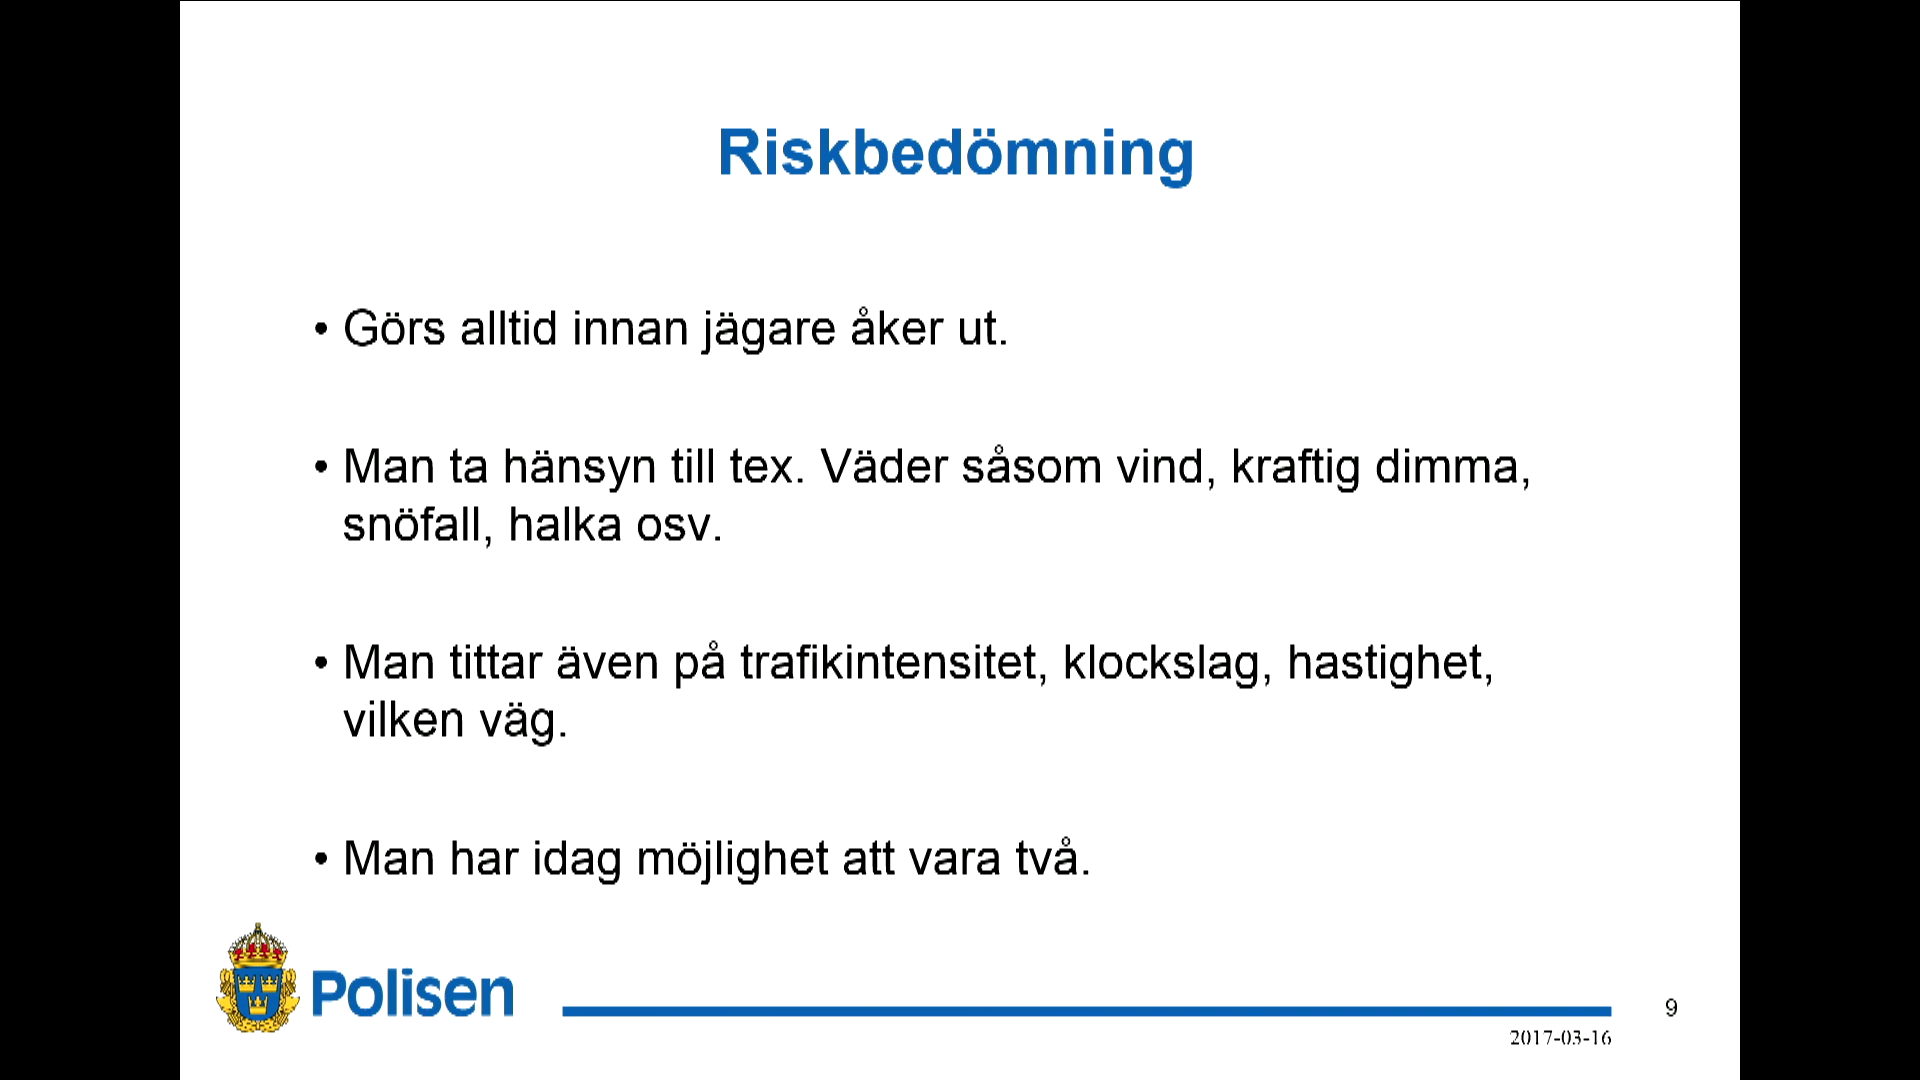 Riskbedömning
• Görs alltid innan jägare åker ut.
• Man ta hänsyn till tex. Väder såsom vind, kraftig dimma,
snöfall, halka osv.
• Man tittar även på trafikintensitet, klockslag, hastighet,
vilken väg.
• Man har idag möjlighet att vara två.
Polisen
9
2017-03-16